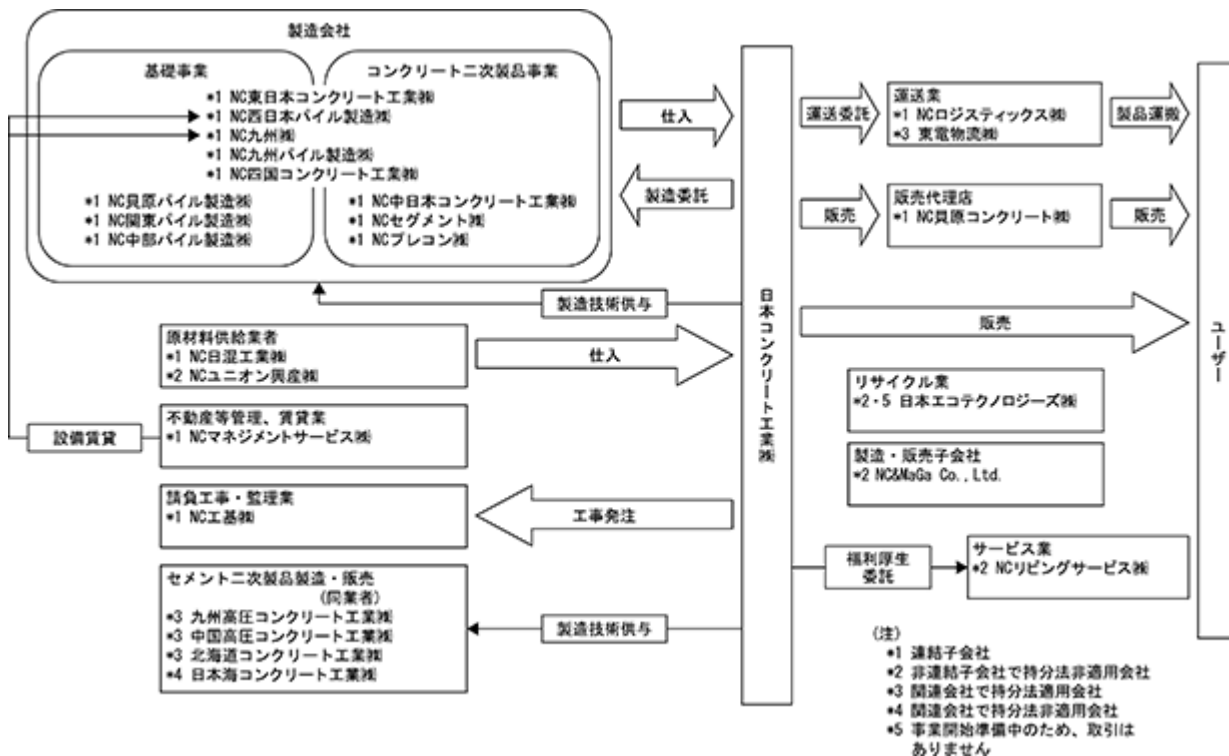 製造会社
基礎事業
コンクリート二次製品事業
*1 NC東日本コンクリート工業㈱
*1 NC西日本パイル製造㈱
*1 NC九州㈱
*1 NC九州パイル製造㈱
*1 NC四国コンクリート工業㈱
*1 NC貝原パイル製造㈱
*1 NC関東パイル製造㈱
*1 NC中部パイル製造㈱
*1 NC中日本コンクリート工業㈱
*1 NCセグメント㈱
*1 NCプレコン㈱
仕入
製造委託
製造技術供与
原材料供給業者
*1 NC日混工業㈱
*2 NCユニオン興産㈱
仕入
不動産等管理、賃貸業
*1 NCマネジメントサービス㈱
設備賃貸
請負工事・監理業
*1 NC工基㈱
工事発注
セメント二次製品製造・販売
(同業者)
*3 九州高圧コンクリート工業㈱
*3 中国高圧コンクリート工業㈱
*3 北海道コンクリート工業㈱
*4 日本海コンクリート工業㈱
製造技術供与
日本コンクリート工業㈱
運送委託
運送業
*1 NCロジスティックス㈱
*3 東電物流㈱
製品運搬
販売
販売代理店
*1 NC貝原コンクリート㈱
販売
販売
リサイクル業
*2・5 日本エコテクノロジーズ㈱
製造・販売子会社
*2 NC&MaGa Co.,Ltd.
福利厚生
委託
サービス業
*2 NCリビングサービス㈱
ユーザー
(注)
*1 連結子会社
*2 非連結子会社で持分法非適用会社
*3 関連会社で持分法適用会社
*4 関連会社で持分法非適用会社
*5 事業開始準備中のため、取引は
ありません